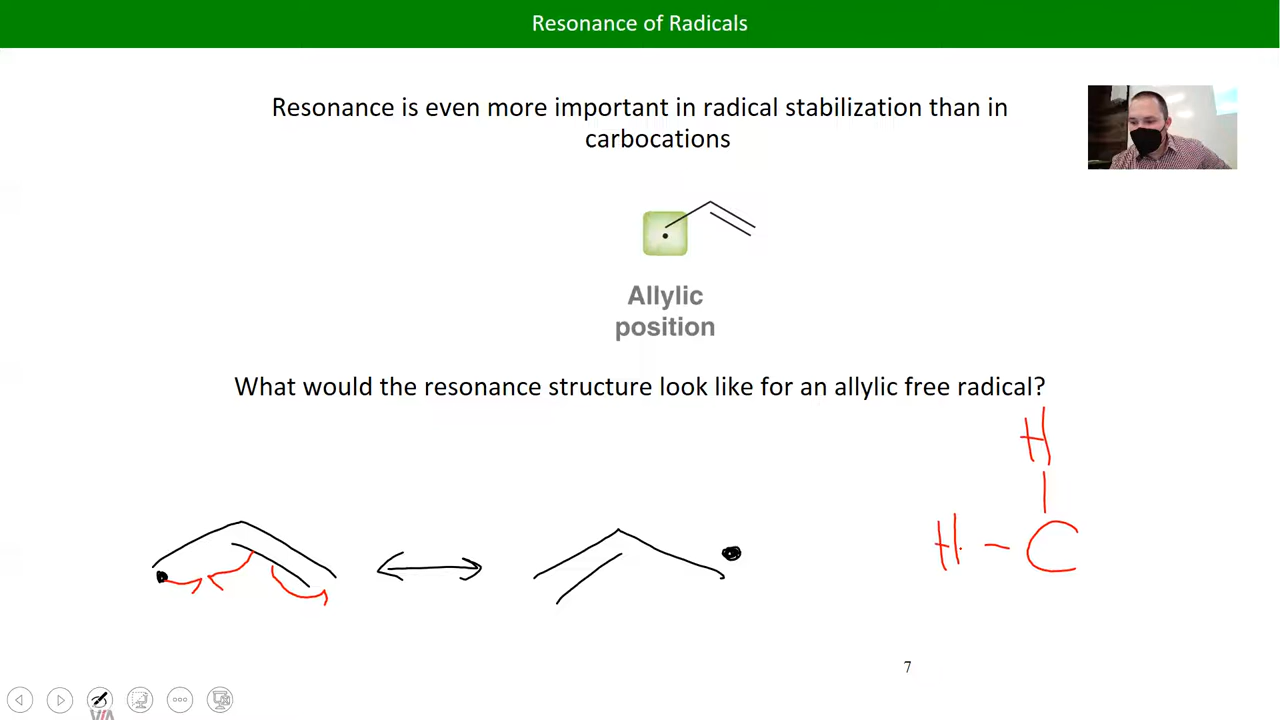 Resonance of Radicals
Resonance is even more important in radical stabilization than in
carbocations
Allylic
position
What would the resonance structure look like for an allylic free radical?
H
H - C
7
VIA